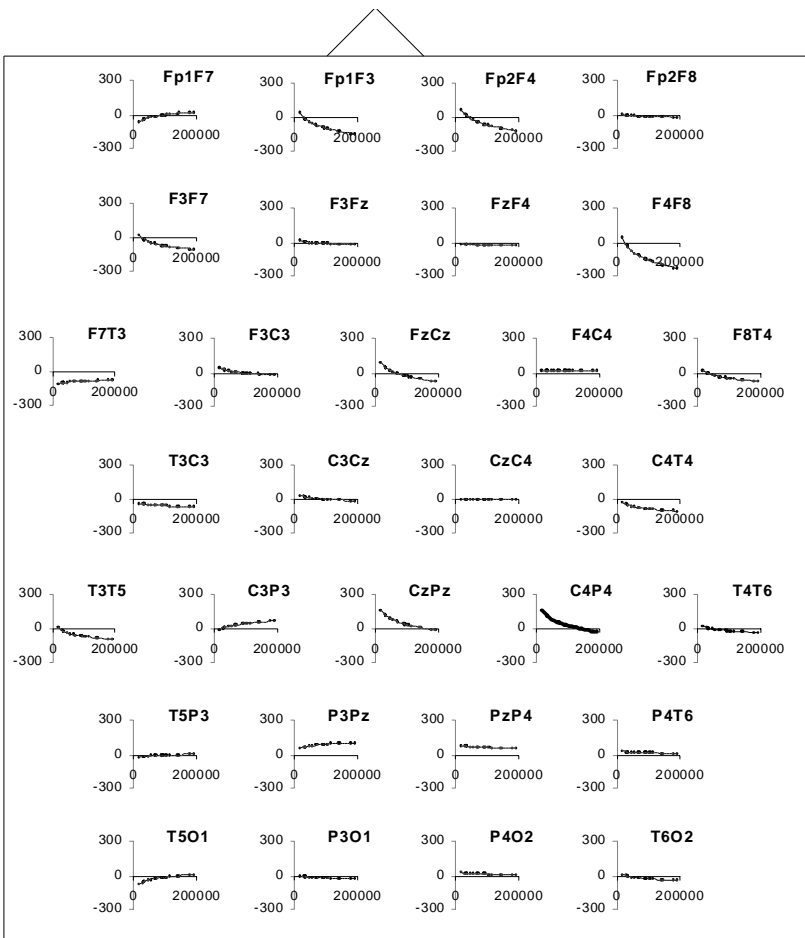 Fp1F7 Fp1F3 Fp2F4 Fp2F8
300 300 300 300
0 0 0 0
0 200000 0 200000 0 200000 0 200000
-300 -300 -300 -300
F3F7 F3Fz FzF4 F4F8
300 300 300 300
0 0 0 0
0 200000 0 200000 0 200000 0 200000
-300 -300 -300 -300
F7T3 F3C3 FzCz F4C4 F8T4
300 300 300 300 300
0 0 0 0 0
0 200000 0 200000 0 200000 0 200000 0 200000
-300 -300 -300 -300 -300
T3C3 C3Cz CzC4 C4T4
300 300 300 300
0 0 0 0
0 200000 0 200000 0 200000 0 200000
-300 -300 -300 -300
T3T5 C3P3 CzPz C4P4 T4T6
300 300 300 300 300
0 0 0 0 0
0 200000 0 200000 0 200000 0 200000 0 200000
-300 -300 -300 -300 -300
T5P3 P3Pz PzP4 P4T6
300 300 300 300
0 0 0 0
0 200000 0 200000 0 200000 0 200000
-300 -300 -300 -300
T5O1 P3O1 P4O2 T6O2
300 300 300 300
0 0 0 0
0 200000 0 200000 0 200000 0 200000
-300 -300 -300 -300